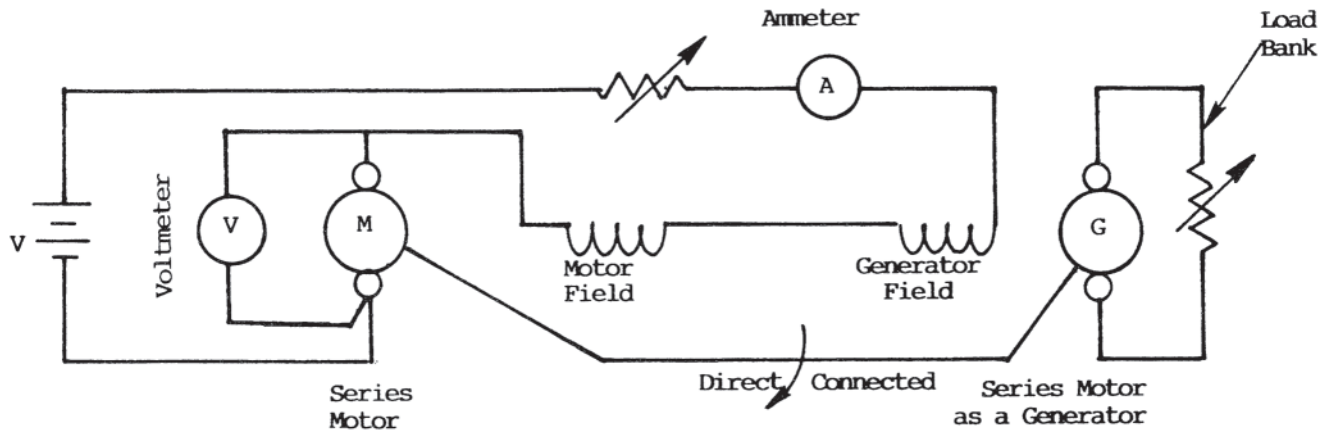 Ammeter
Load
Bank
A
Voltmeter
V
V
M
G
Motor
Field
Generator
Field
Direct Connected
Series
Motor
Series Motor
as a Generator